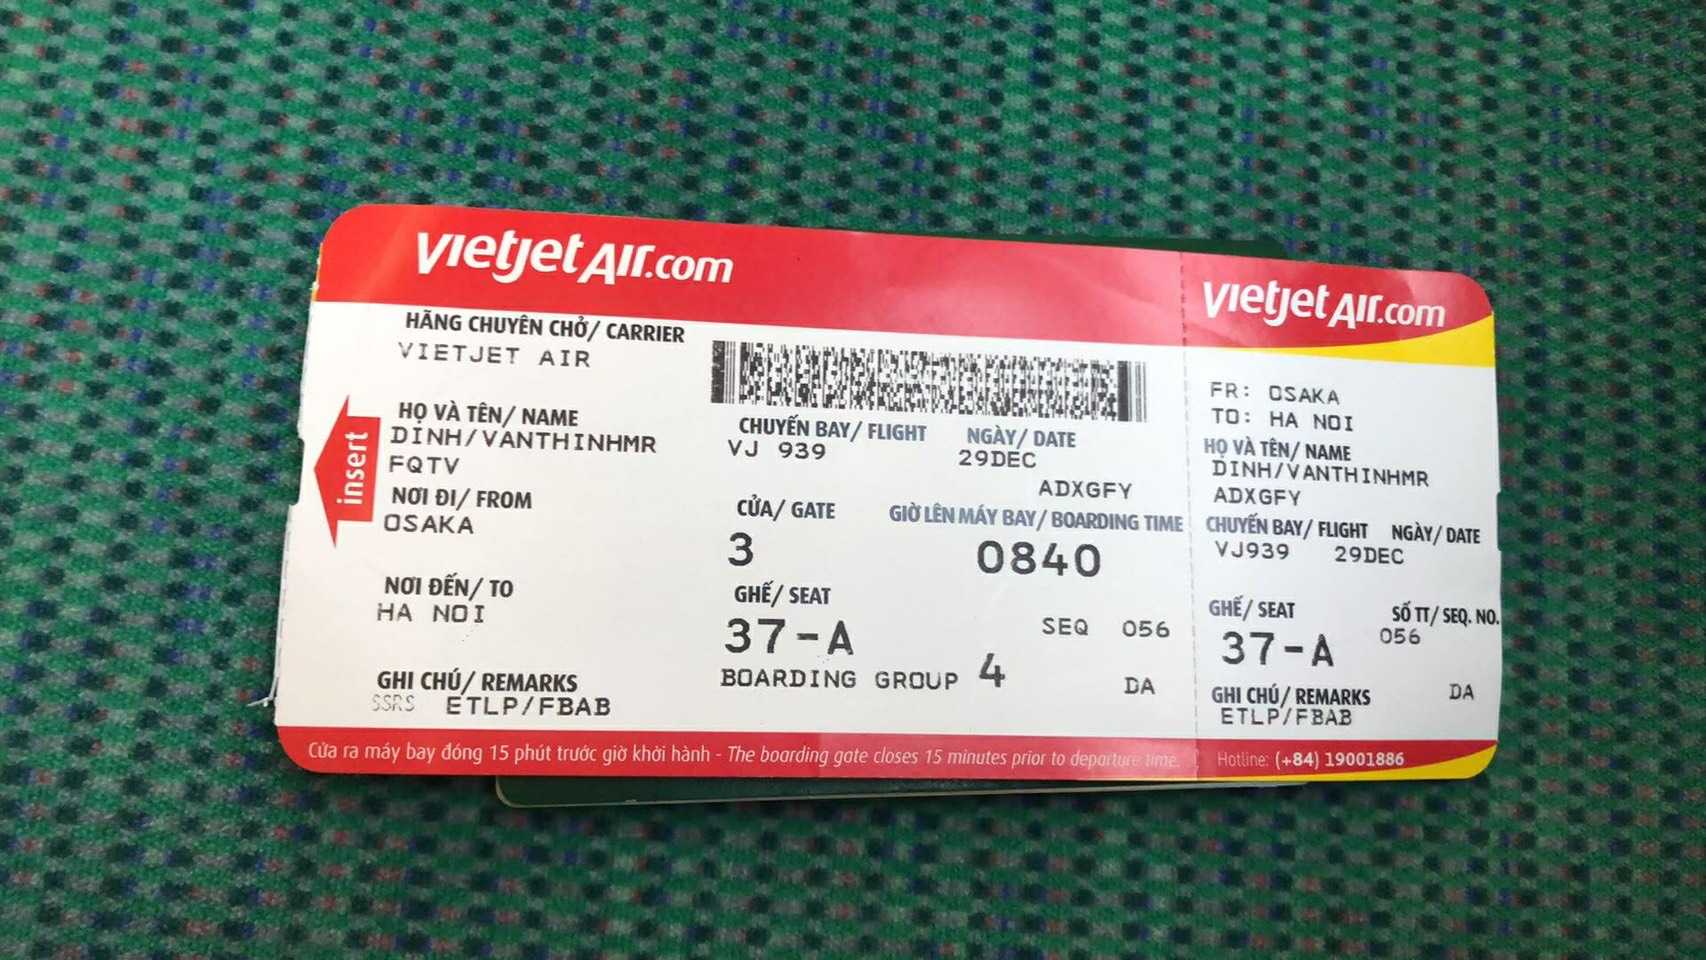 vietjetAir.com
HÃNG CHUYÊN CHỞ/ CARRIER
VIETJET AIR
HỌ VÀ TÊN/ NAME
DINH/VANTHINHMR
FQTV
insert
NƠI ĐI/ FROM
OSAKA
NƠI ĐẾN/ TO
HA NOI
GHI CHÚ/ REMARKS
SSRS ETLP/FBAB
CHUYẾN BAY/ FLIGHT NGÀY/ DATE
VJ 939 29DEC
ADXGFY
CỬA/ GATE GIỜ LÊN MÁY BAY/ BOARDING TIME
3 0840
GHẾ/ SEAT
37-A SEQ 056
BOARDING GROUP 4 DA
Cửa ra máy bay đóng 15 phút trước giờ khởi hành - The boarding gate closes 15 minutes prior to departure time.
vietjetAir.com
FR: OSAKA
TO: HA NOI
HỌ VÀ TÊN/ NAME
DINH/VANTHINHMR
ADXGFY
CHUYẾN BAY/ FLIGHT NGÀY/ DATE
VJ939 29DEC
GHẾ/ SEAT SỐ TT/ SEQ. NO.
37-A 056
GHI CHÚ/ REMARKS DA
ETLP/FBAB
Hotline: (+84) 19001886